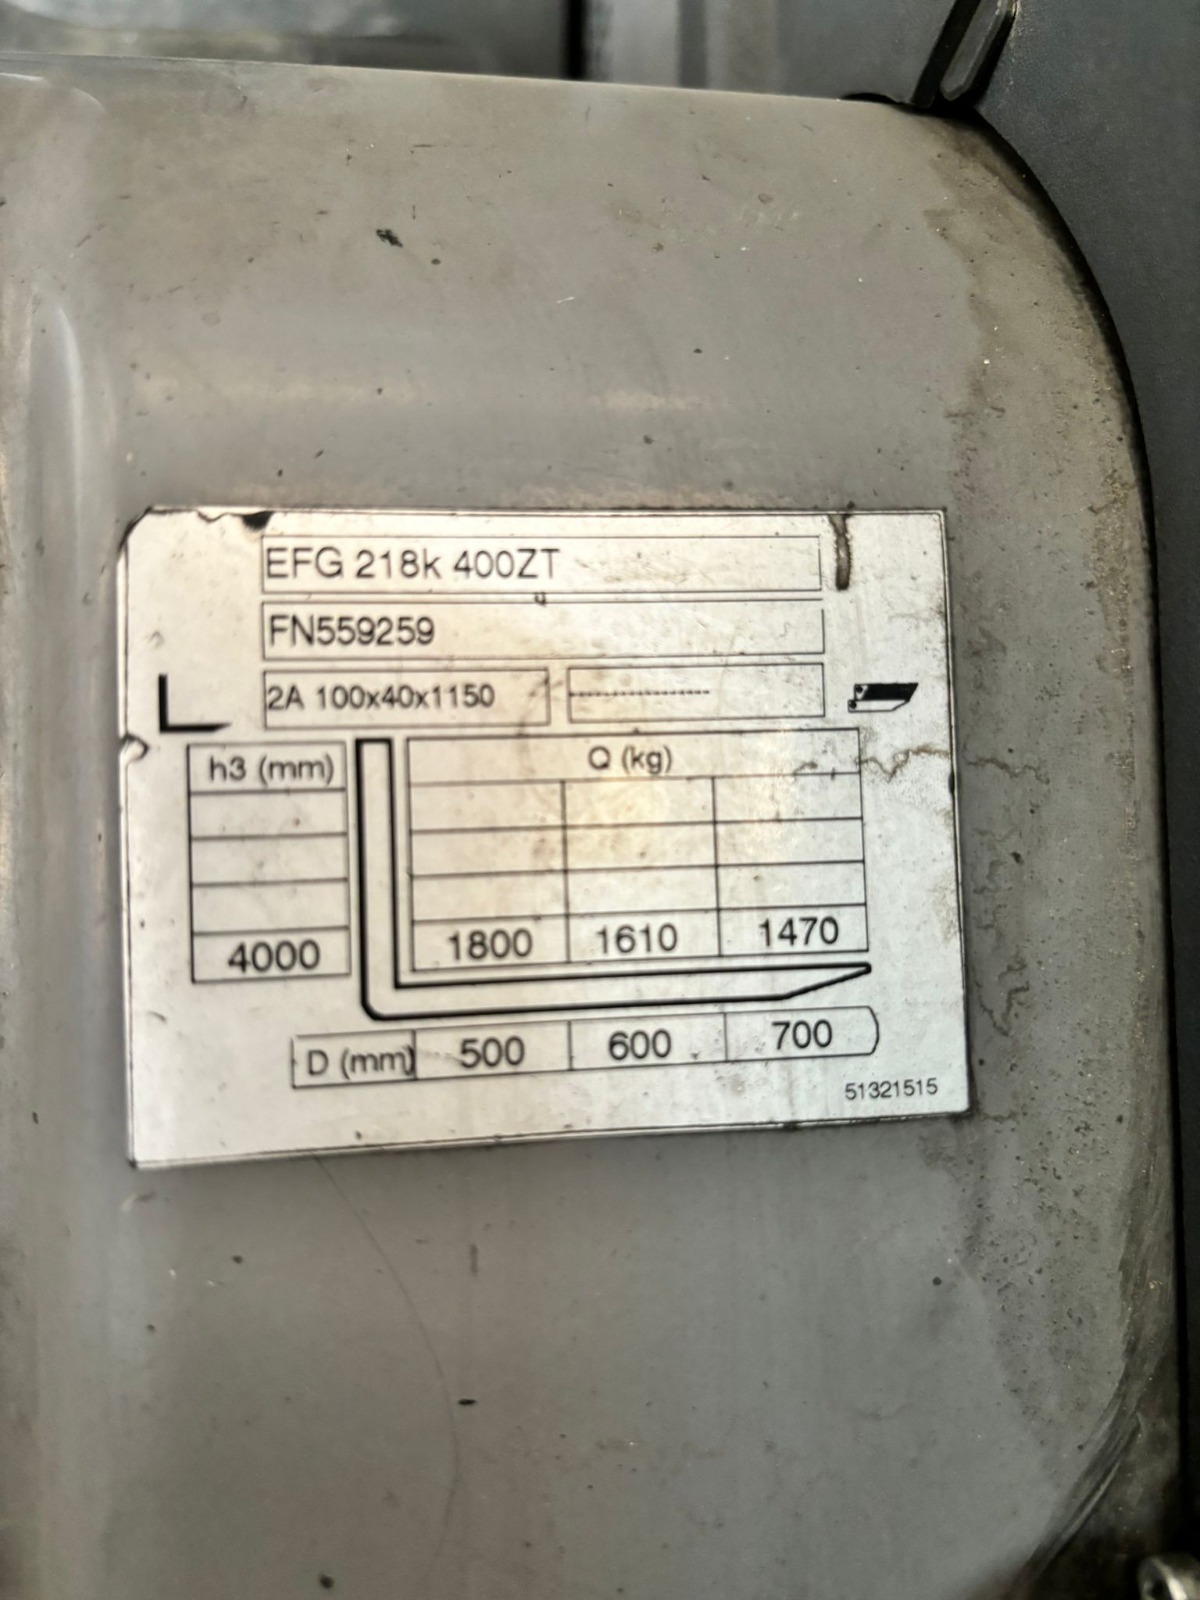 EFG 218k 400ZT
FN559259
2A 100x40x1150
h3 (mm) Q (kg)
4000 1800 1610 1470
D (mm) 500 600 700
51321515